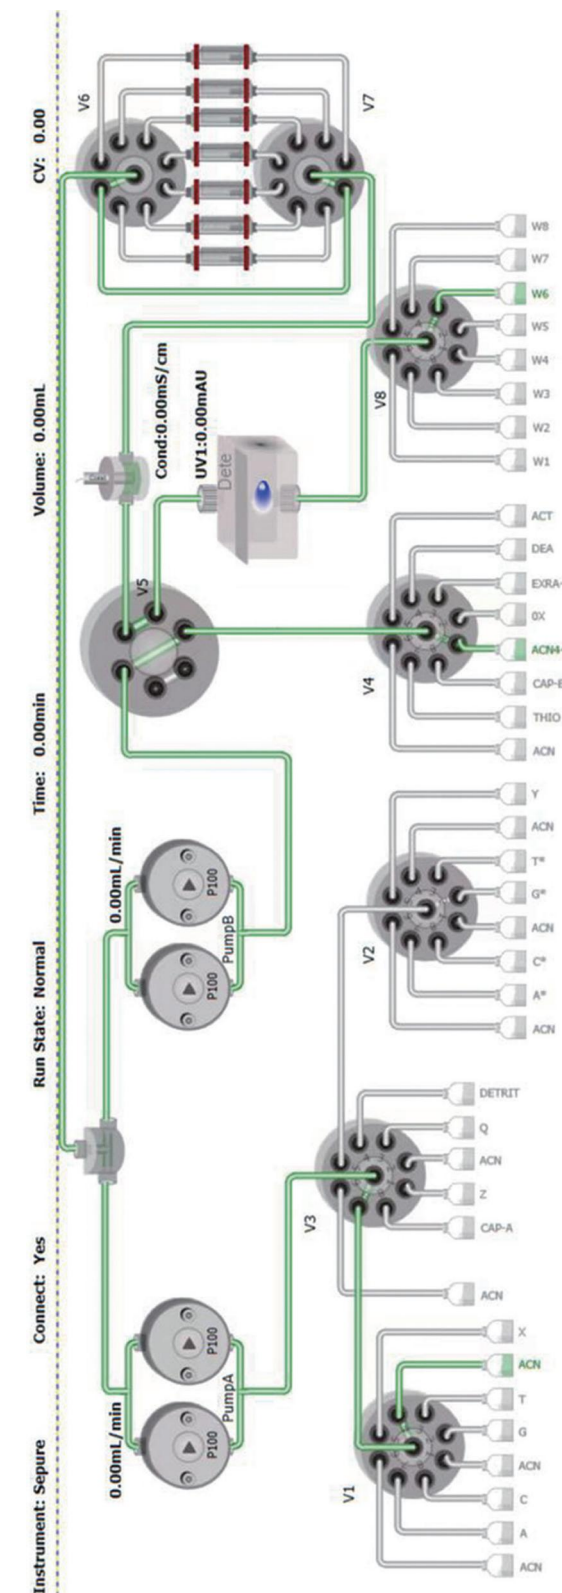 Instrument: Sepure
Connect: Yes
Run State: Normal
Time: 0.00min
Volume: 0.00mL
CV: 0.00
V6
V7
Cond:0.00mS/cm
UV1:0.00mAU
Dete
V5
V8
W8
W7
W6
W5
W4
W3
W2
W1
V4
ACT
DEA
EXRA-
0X
ACN4-
CAP-B
THIO
ACN
0.00mL/min
P100
P100
PumpB
V2
Y
ACN
T*
G*
ACN
C*
A*
ACN
V3
DETRIT
Q
ACN
Z
CAP-A
ACN
0.00mL/min
P100
P100
PumpA
V1
X
ACN
T
G
ACN
C
A
ACN